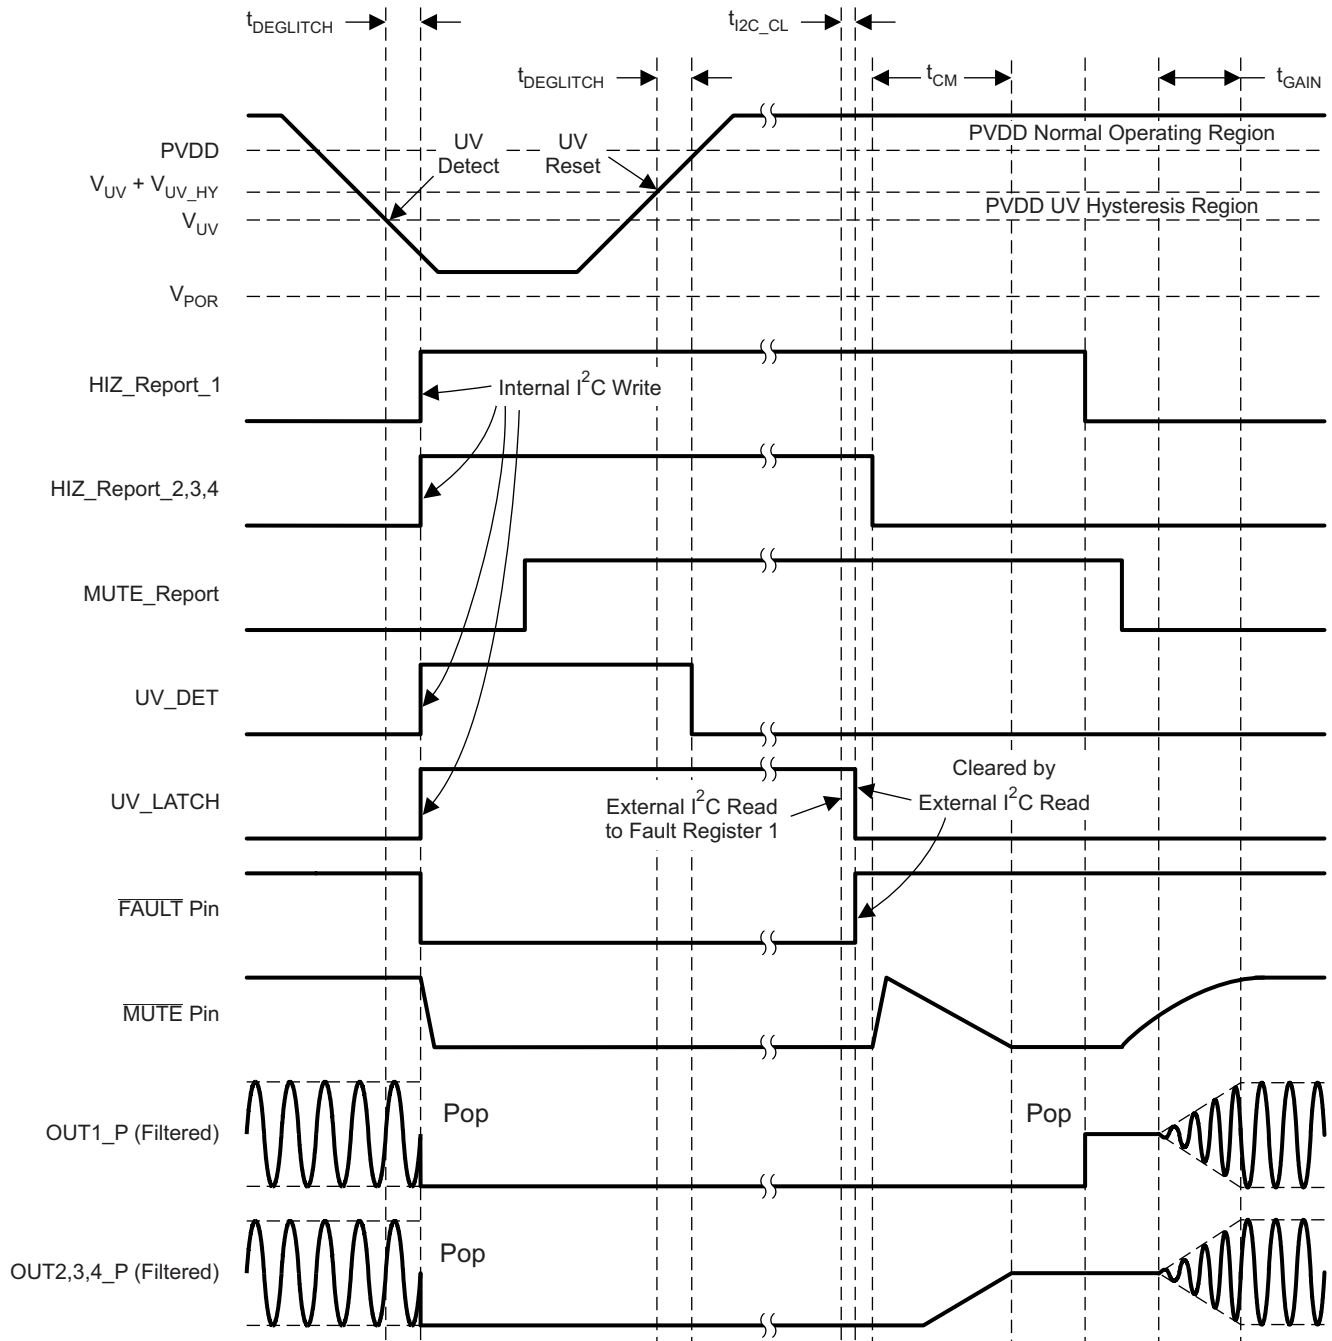 tDEGLITCH
tI2C_CL
tDEGLITCH
tCM
tGAIN
PVDD Normal Operating Region
PVDD
UV
Detect
UV
Reset
VUV + VUV_HY
PVDD UV Hysteresis Region
VUV
VPOR
HIZ_Report_1
Internal I2C Write
HIZ_Report_2,3,4
MUTE_Report
UV_DET
UV_LATCH
External I2C Read
to Fault Register 1
Cleared by
External I2C Read
FAULT Pin
MUTE Pin
OUT1_P (Filtered)
Pop
Pop
OUT2,3,4_P (Filtered)
Pop